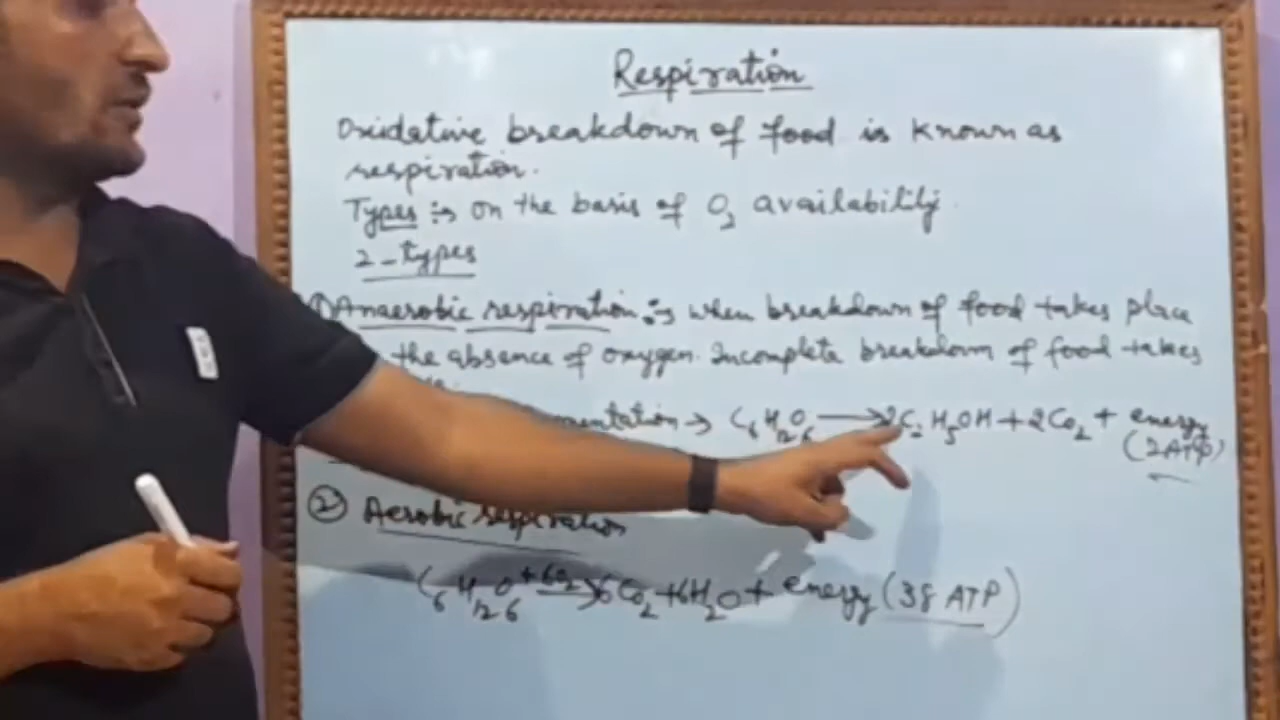 Respiration
Oxidative breakdown of food is known as
respiration.
Types :→ on the basis of O2 availability.
2-types
① Anaerobic respiration :→ when breakdown of food takes place
the absence of oxygen. Incomplete breakdown of food takes
→ C6H12O6 → 2C2H5OH + 2CO2 + energy
(2ATP)
② Aerobic respiration
C6H12O6 +6O2 → 6CO2 + 6H2O + energy (38 ATP)